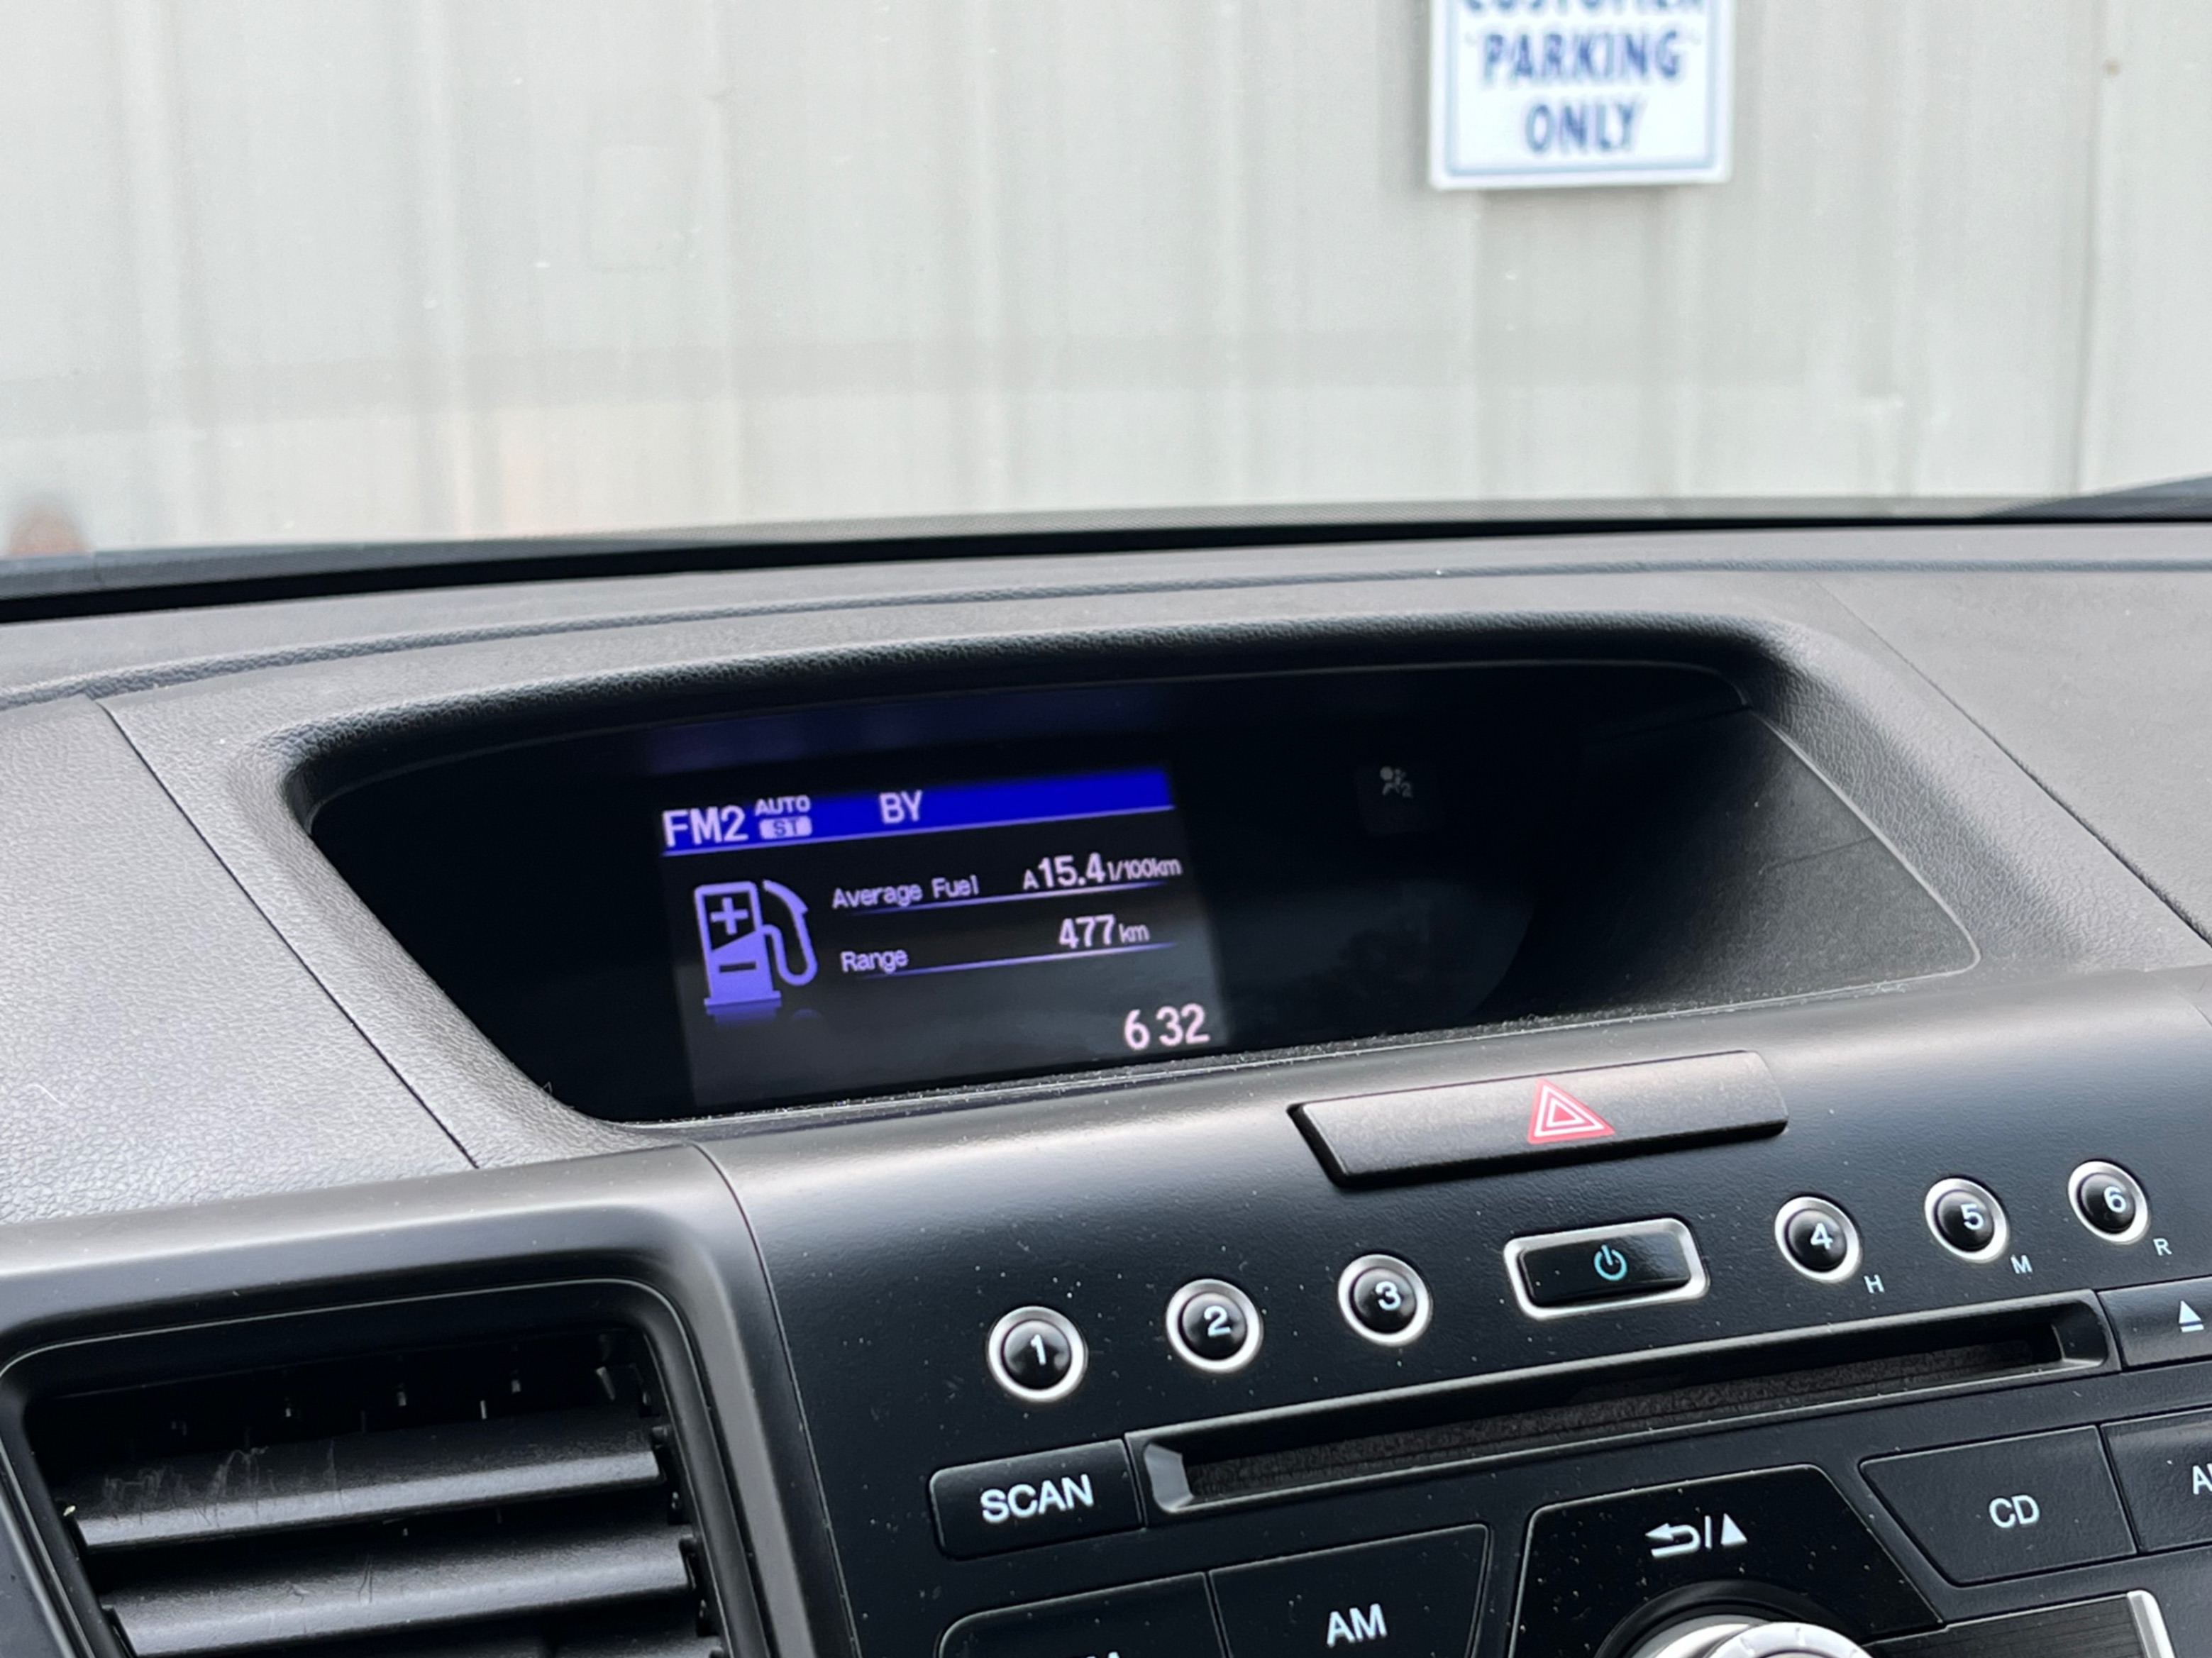 PARKING
ONLY
FM2 AUTO ST BY
Average Fuel A 15.4 l/100km
Range 477 km
6 32
1 2 3 4 5 6
H M R
SCAN
CD
AM